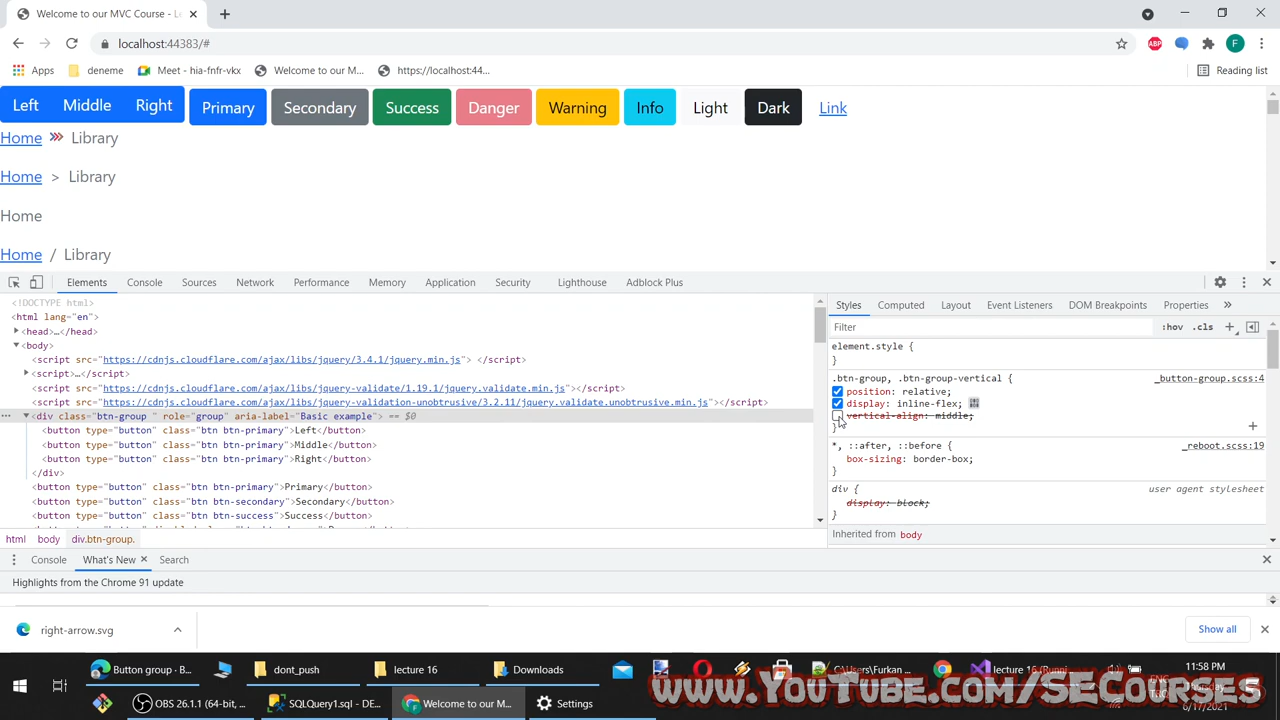 Welcome to our MVC Course - Le
localhost:44383/#
ABP
F
Apps
deneme
Meet - hia-fnfr-vkx
Welcome to our M...
https://localhost:44...
Reading list
Left
Middle
Right
Primary
Secondary
Success
Danger
Warning
Info
Light
Dark
Link
Home
Library
Home > Library
Home
Home / Library
Elements
Console
Sources
Network
Performance
Memory
Application
Security
Lighthouse
Adblock Plus
<!DOCTYPE html>
<html lang="en">
<head>…</head>
<body>
<script src="https://cdnjs.cloudflare.com/ajax/libs/jquery/3.4.1/jquery.min.js"> </script>
<script>…</script>
<script src="https://cdnjs.cloudflare.com/ajax/libs/jquery-validate/1.19.1/jquery.validate.min.js"></script>
<script src="https://cdnjs.cloudflare.com/ajax/libs/jquery-validation-unobtrusive/3.2.11/jquery.validate.unobtrusive.min.js"></script>
<div class="btn-group " role="group" aria-label="Basic example"> == $0
<button type="button" class="btn btn-primary">Left</button>
<button type="button" class="btn btn-primary">Middle</button>
<button type="button" class="btn btn-primary">Right</button>
</div>
<button type="button" class="btn btn-primary">Primary</button>
<button type="button" class="btn btn-secondary">Secondary</button>
<button type="button" class="btn btn-success">Success</button>
html
body
div.btn-group.
Styles
Computed
Layout
Event Listeners
DOM Breakpoints
Properties
Filter
:hov
.cls
element.style {
}
.btn-group, .btn-group-vertical {
_button-group.scss:4
position: relative;
display: inline-flex;
vertical-align: middle;
}
*, ::after, ::before {
_reboot.scss:19
box-sizing: border-box;
}
div {
user agent stylesheet
display: block;
}
Inherited from body
Console
What's New
Search
Highlights from the Chrome 91 update
right-arrow.svg
Show all
Button group · B...
dont_push
lecture 16
Downloads
C:\Users\Furkan ...
lecture 16 (Runni...
11:58 PM
ENG
Thursday
6/17/2021
OBS 26.1.1 (64-bit, ...
SQLQuery1.sql - DE...
Welcome to our M...
Settings
www.YouTube.com/SECourses